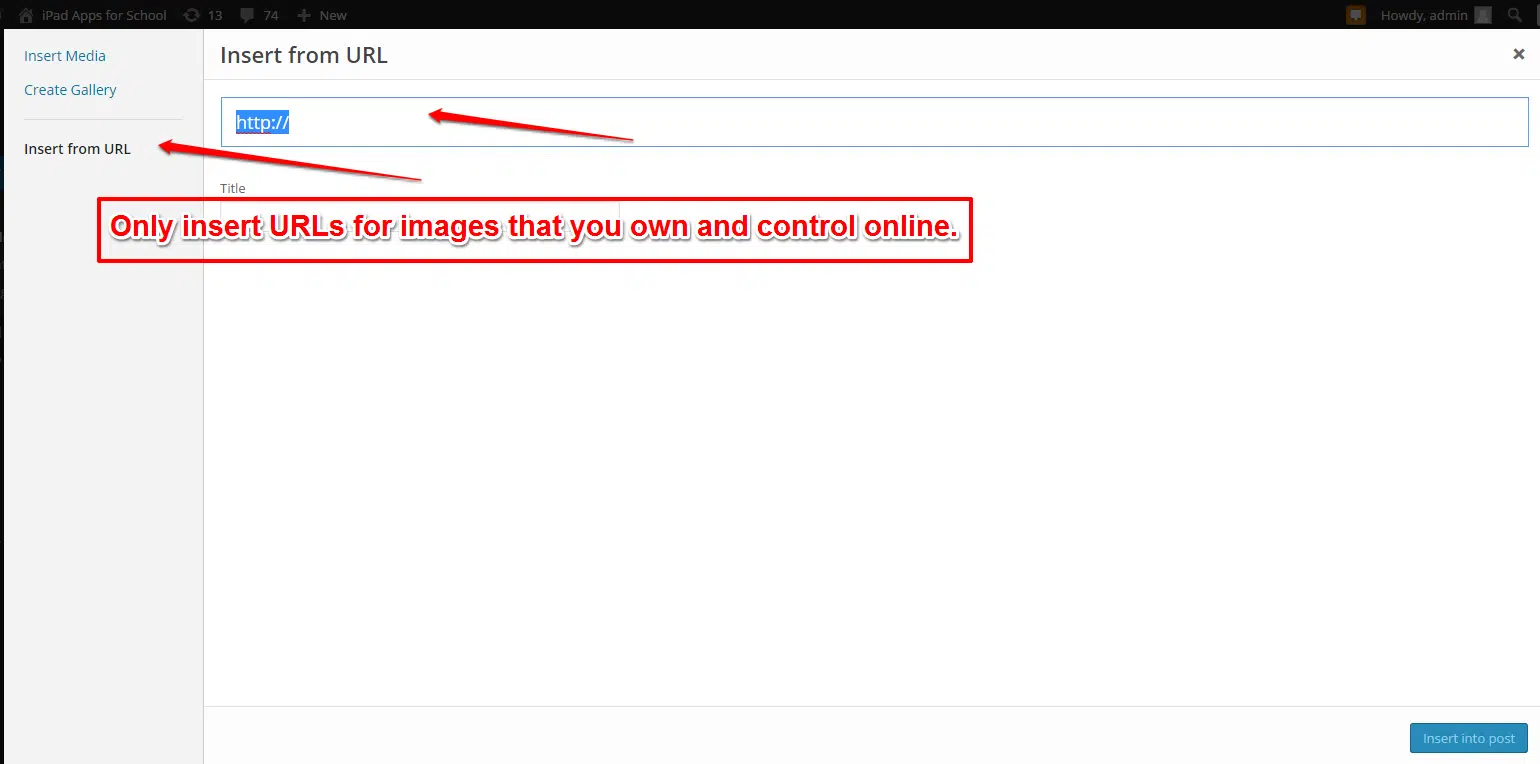 iPad Apps for School 13 74 New Howdy, admin
Insert Media
Create Gallery
Insert from URL
Insert from URL
http://
Title
Only insert URLs for images that you own and control online.
Insert into post